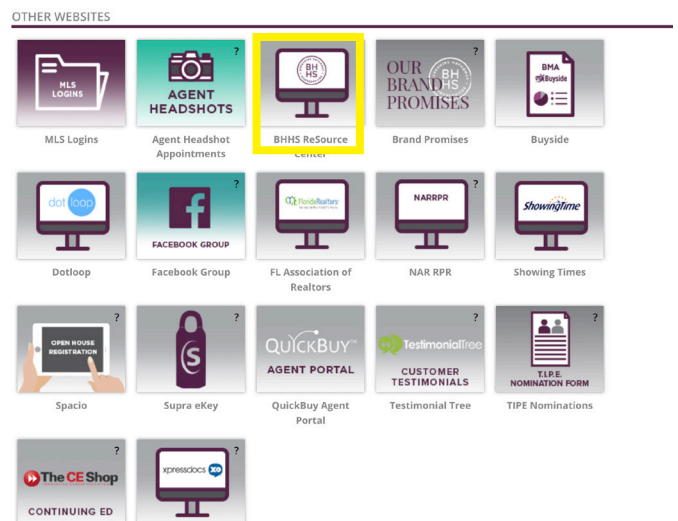 OTHER WEBSITES
MLS
LOGINS
MLS Logins
?
AGENT
HEADSHOTS
Agent Headshot
Appointments
BH
HS
BHHS ReSource
Center
?
OUR
BRAND
PROMISES
BH
HS
Brand Promises
BMA
Buyside
Buyside
dotloop
Dotloop
?
FACEBOOK GROUP
Facebook Group
FloridaRealtors
FL Association of
Realtors
?
NARRPR
NAR RPR
ShowingTime
Showing Times
?
OPEN HOUSE
REGISTRATION
Spacio
?
S
Supra eKey
QUICKBUY
AGENT PORTAL
QuickBuy Agent
Portal
?
TestimonialTree
CUSTOMER
TESTIMONIALS
Testimonial Tree
?
T.I.P.E.
NOMINATION FORM
TIPE Nominations
?
The CE Shop
CONTINUING ED
?
xpressdocs XD